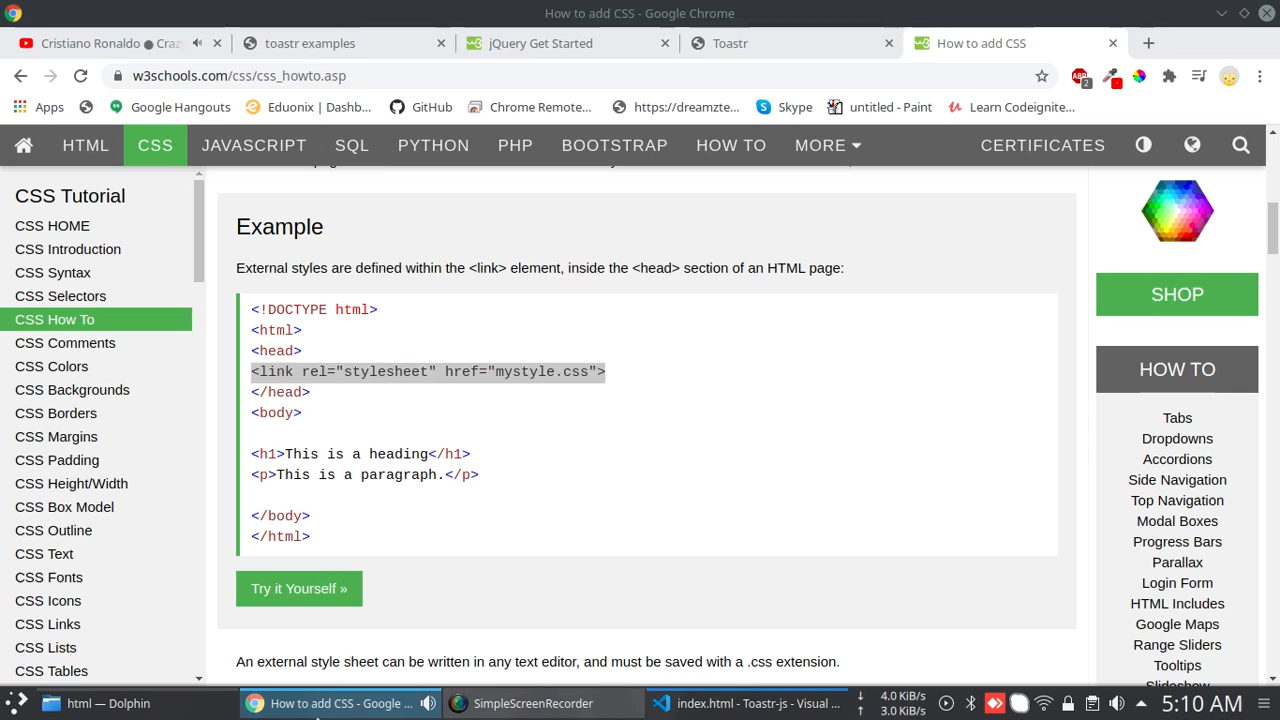 How to add CSS - Google Chrome
Cristiano Ronaldo ● Craz
toastr examples
jQuery Get Started
Toastr
How to add CSS
w3schools.com/css/css_howto.asp
ABP
2
Apps
Google Hangouts
Eduonix | Dashb...
GitHub
Chrome Remote...
https://dreamzte...
Skype
untitled - Paint
Learn Codeignite...
HTML
CSS
JAVASCRIPT
SQL
PYTHON
PHP
BOOTSTRAP
HOW TO
MORE
CERTIFICATES
CSS Tutorial
CSS HOME
CSS Introduction
CSS Syntax
CSS Selectors
CSS How To
CSS Comments
CSS Colors
CSS Backgrounds
CSS Borders
CSS Margins
CSS Padding
CSS Height/Width
CSS Box Model
CSS Outline
CSS Text
CSS Fonts
CSS Icons
CSS Links
CSS Lists
CSS Tables
Example
External styles are defined within the <link> element, inside the <head> section of an HTML page:
<!DOCTYPE html>
<html>
<head>
<link rel="stylesheet" href="mystyle.css">
</head>
<body>
<h1>This is a heading</h1>
<p>This is a paragraph.</p>
</body>
</html>
Try it Yourself »
An external style sheet can be written in any text editor, and must be saved with a .css extension.
SHOP
HOW TO
Tabs
Dropdowns
Accordions
Side Navigation
Top Navigation
Modal Boxes
Progress Bars
Parallax
Login Form
HTML Includes
Google Maps
Range Sliders
Tooltips
Slideshow
html — Dolphin
How to add CSS - Google ...
SimpleScreenRecorder
index.html - Toastr-js - Visual ...
4.0 KiB/s
3.0 KiB/s
5:10 AM